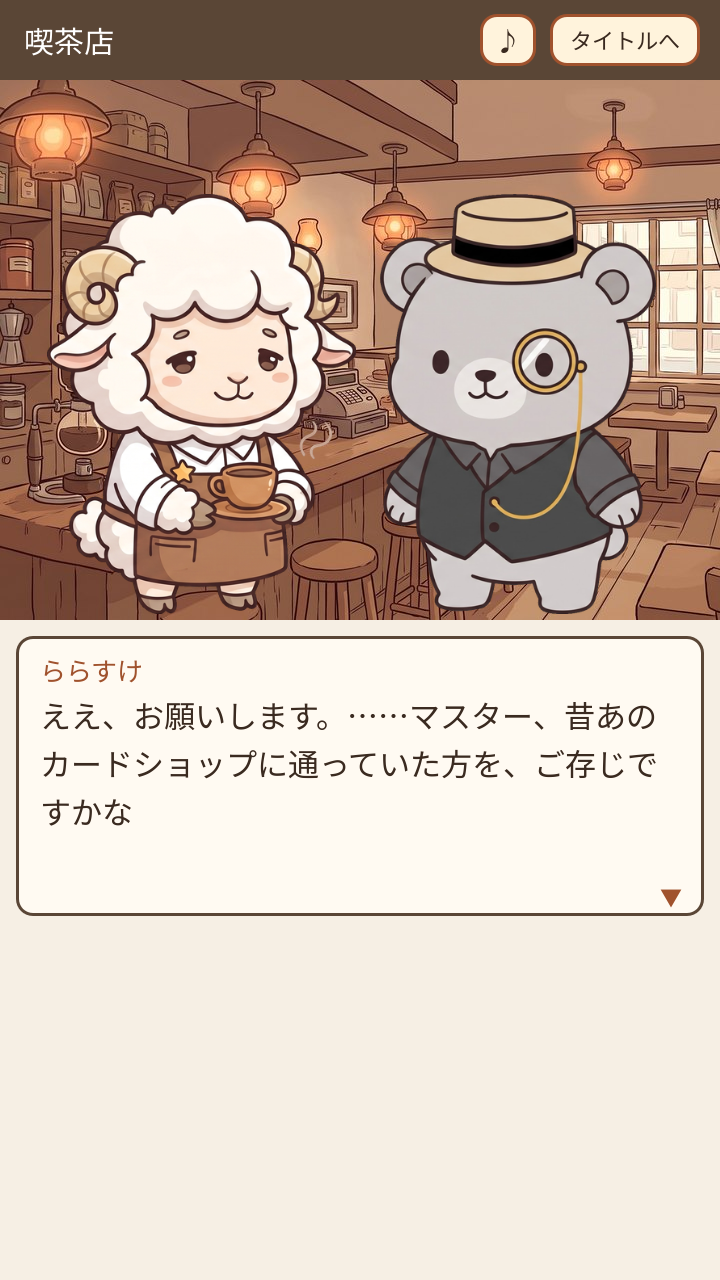 喫茶店
♪
タイトルへ
ららすけ
ええ、お願いします。……マスター、昔あの
カードショップに通っていた方を、ご存じで
すかな
▼